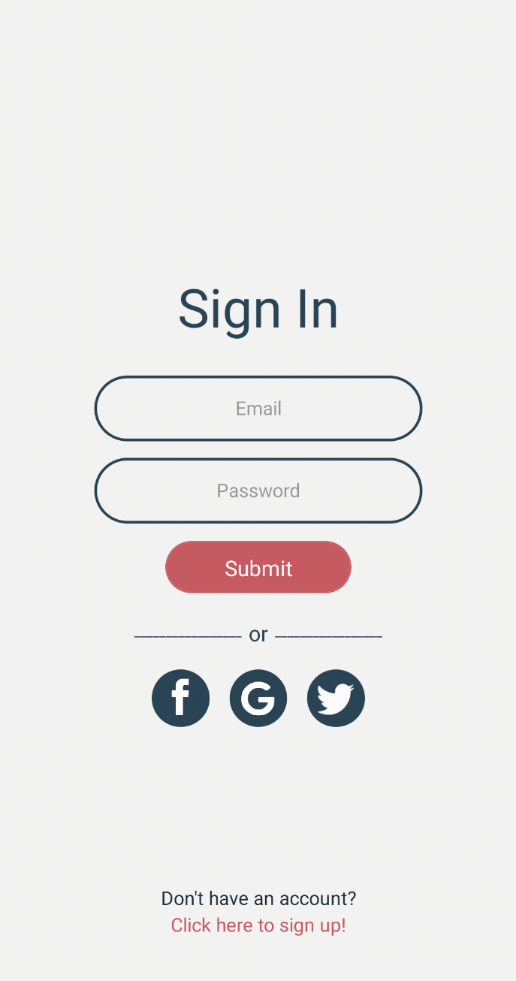 Sign In
Email
Password
Submit
or
Don't have an account?
Click here to sign up!